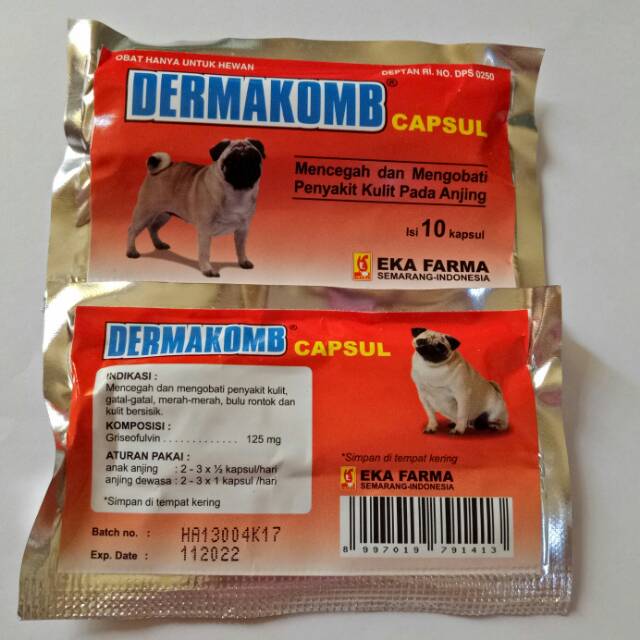 OBAT HANYA UNTUK HEWAN
DEPTAN RI. NO. DPS 0250
DERMAKOMB® CAPSUL
Mencegah dan Mengobati
Penyakit Kulit Pada Anjing
Isi 10 kapsul
EKA FARMA
SEMARANG-INDONESIA
DERMAKOMB® CAPSUL
INDIKASI :
Mencegah dan mengobati penyakit kulit,
gatal-gatal, merah-merah, bulu rontok dan
kulit bersisik.
KOMPOSISI :
Griseofulvin . . . . . . . . . . . . . 125 mg
ATURAN PAKAI :
anak anjing : 2 - 3 x ½ kapsul/hari
anjing dewasa : 2 - 3 x 1 kapsul /hari
*Simpan di tempat kering
*Simpan di tempat kering
EKA FARMA
SEMARANG-INDONESIA
Batch no. : HA13004K17
Exp. Date : 112022
8 997019 791413